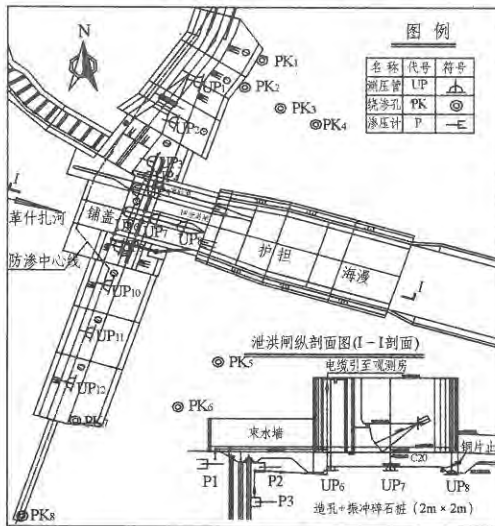 图 例
名 称 代号 符号
测压管 UP
绕渗孔 PK
渗压计 P
N
PK1
PK2
PK3
PK4
UP1
UP2
UP3
I
革什扎河
铺盖
UP7
护 担
海 漫
I
防渗中心线
UP10
UP11
UP12
泄洪闸纵剖面图(I-I剖面)
电缆引至观测房
PK5
PK6
PK7
PK8
束水墙
C20
铜片止
P1
P2
P3
UP6
UP7
UP8
造孔+振冲碎石桩(2m×2m)